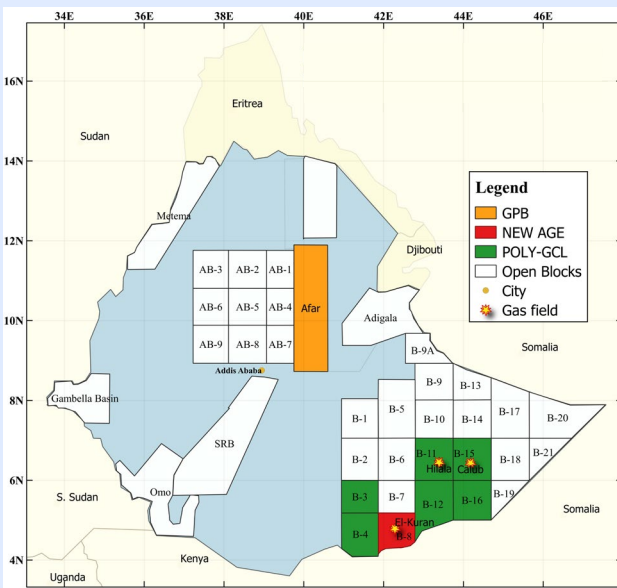 34E 36E 38E 40E 42E 44E 46E
16N
Eritrea
Sudan
14N
Metema
Legend
GPB
NEW AGE
POLY-GCL
Open Blocks
City
Gas field
12N
Djibouti
AB-3 AB-2 AB-1
AB-6 AB-5 AB-4
Afar
Adigala
10N
AB-9 AB-8 AB-7
B-9A
Somalia
Addis Ababa
B-9 B-13
8N
Gambella Basin
B-1 B-5 B-10 B-14 B-17 B-20
SRB
B-2 B-6 B-11 B-15 B-18 B-21
Hilala Calub
6N
S. Sudan
Omo
B-3 B-7 B-12 B-16 B-19
Somalia
El-Kuran
B-4 B-8
4N
Kenya
Uganda